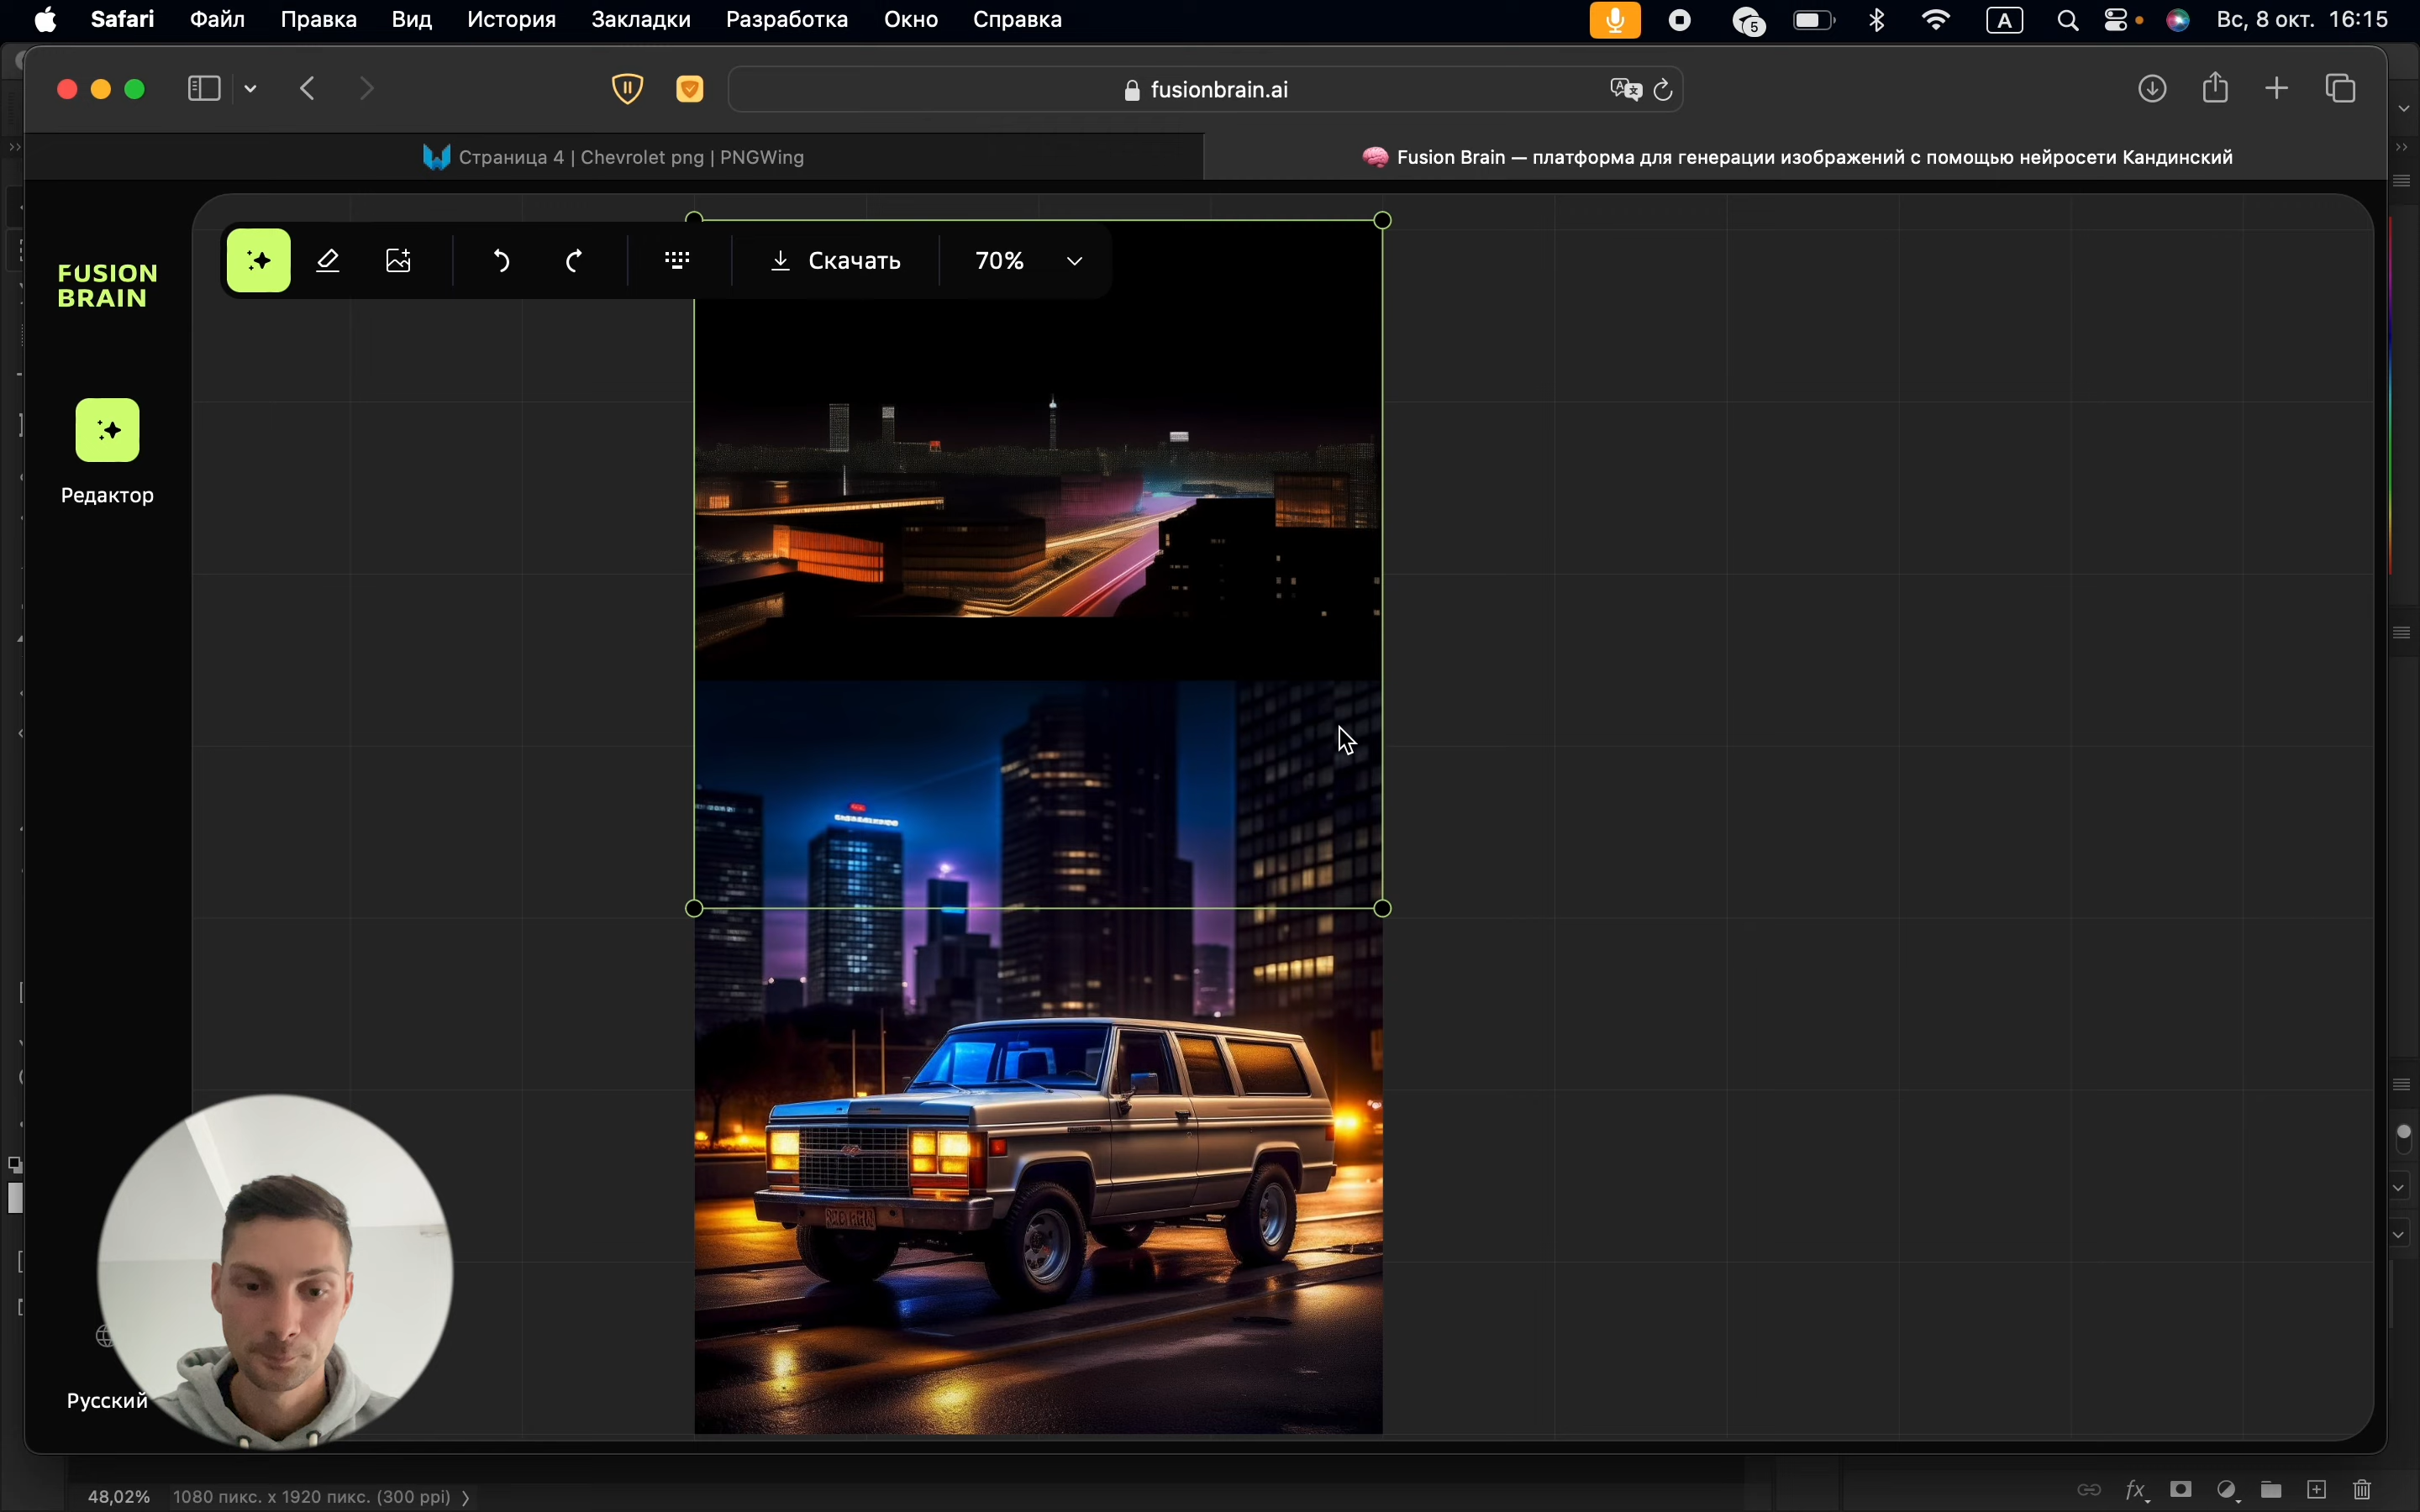 Safari Файл Правка Вид История Закладки Разработка Окно Справка
5 A Вс, 8 окт. 16:15
fusionbrain.ai
Страница 4 | Chevrolet png | PNGWing
Fusion Brain — платформа для генерации изображений с помощью нейросети Кандинский
FUSION
BRAIN
Скачать 70%
Редактор
Русский
48,02% 1080 пикс. x 1920 пикс. (300 ppi)
fx